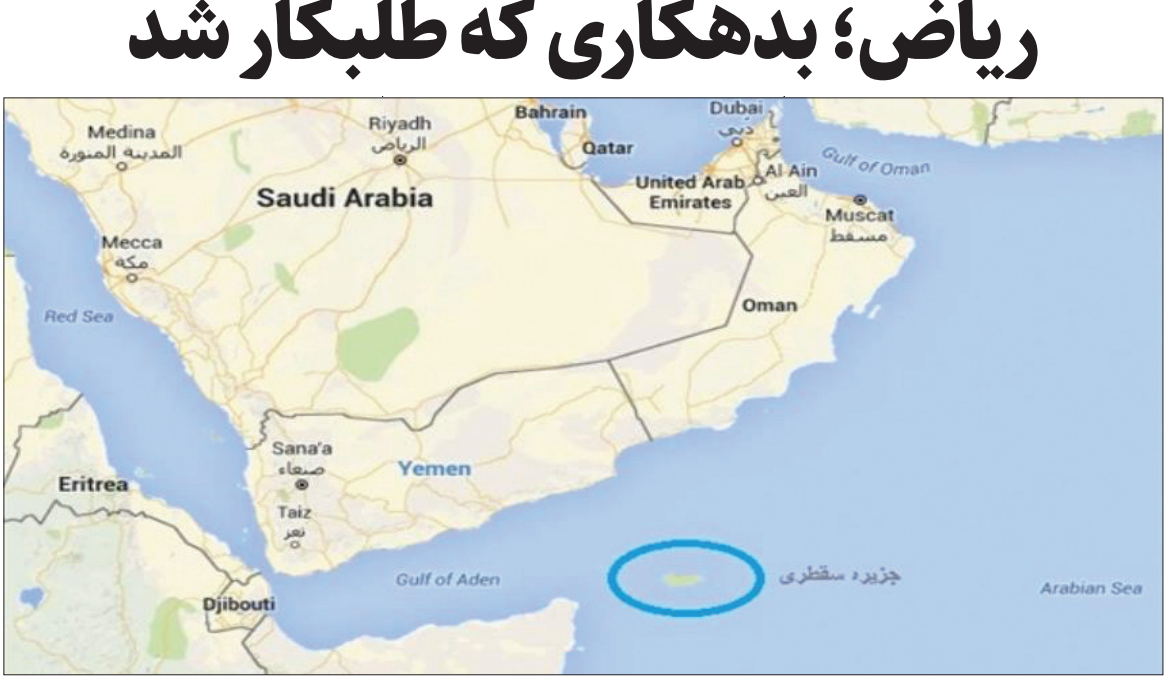 ریاض؛ بدهکاری که طلبکار شد
Bahrain
Dubai
دبي
Medina
المدينة المنورة
Riyadh
الرياض
Qatar
Gulf of Oman
Al Ain
العين
United Arab
Emirates
Saudi Arabia
Muscat
مسقط
Mecca
مكة
Oman
Red Sea
Sana'a
صنعاء
Yemen
Eritrea
Taiz
تعز
Gulf of Aden
جزیره سقطری
Arabian Sea
Djibouti